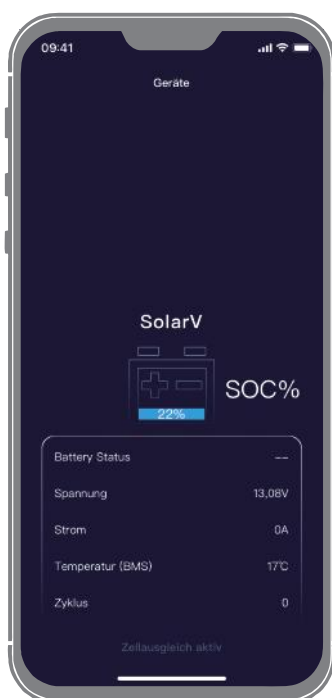 09:41
Geräte
SolarV
22%
SOC%
Battery Status --
Spannung 13,08V
Strom 0A
Temperatur (BMS) 17℃
Zyklus 0
Zellausgleich aktiv